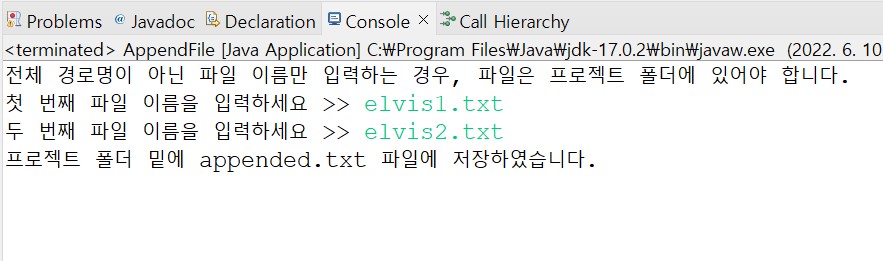 Problems @ Javadoc Declaration Console × Call Hierarchy
<terminated> AppendFile [Java Application] C:₩Program Files₩Java₩jdk-17.0.2₩bin₩javaw.exe (2022. 6. 10
전체 경로명이 아닌 파일 이름만 입력하는 경우, 파일은 프로젝트 폴더에 있어야 합니다.
첫 번째 파일 이름을 입력하세요 >> elvis1.txt
두 번째 파일 이름을 입력하세요 >> elvis2.txt
프로젝트 폴더 밑에 appended.txt 파일에 저장하였습니다.